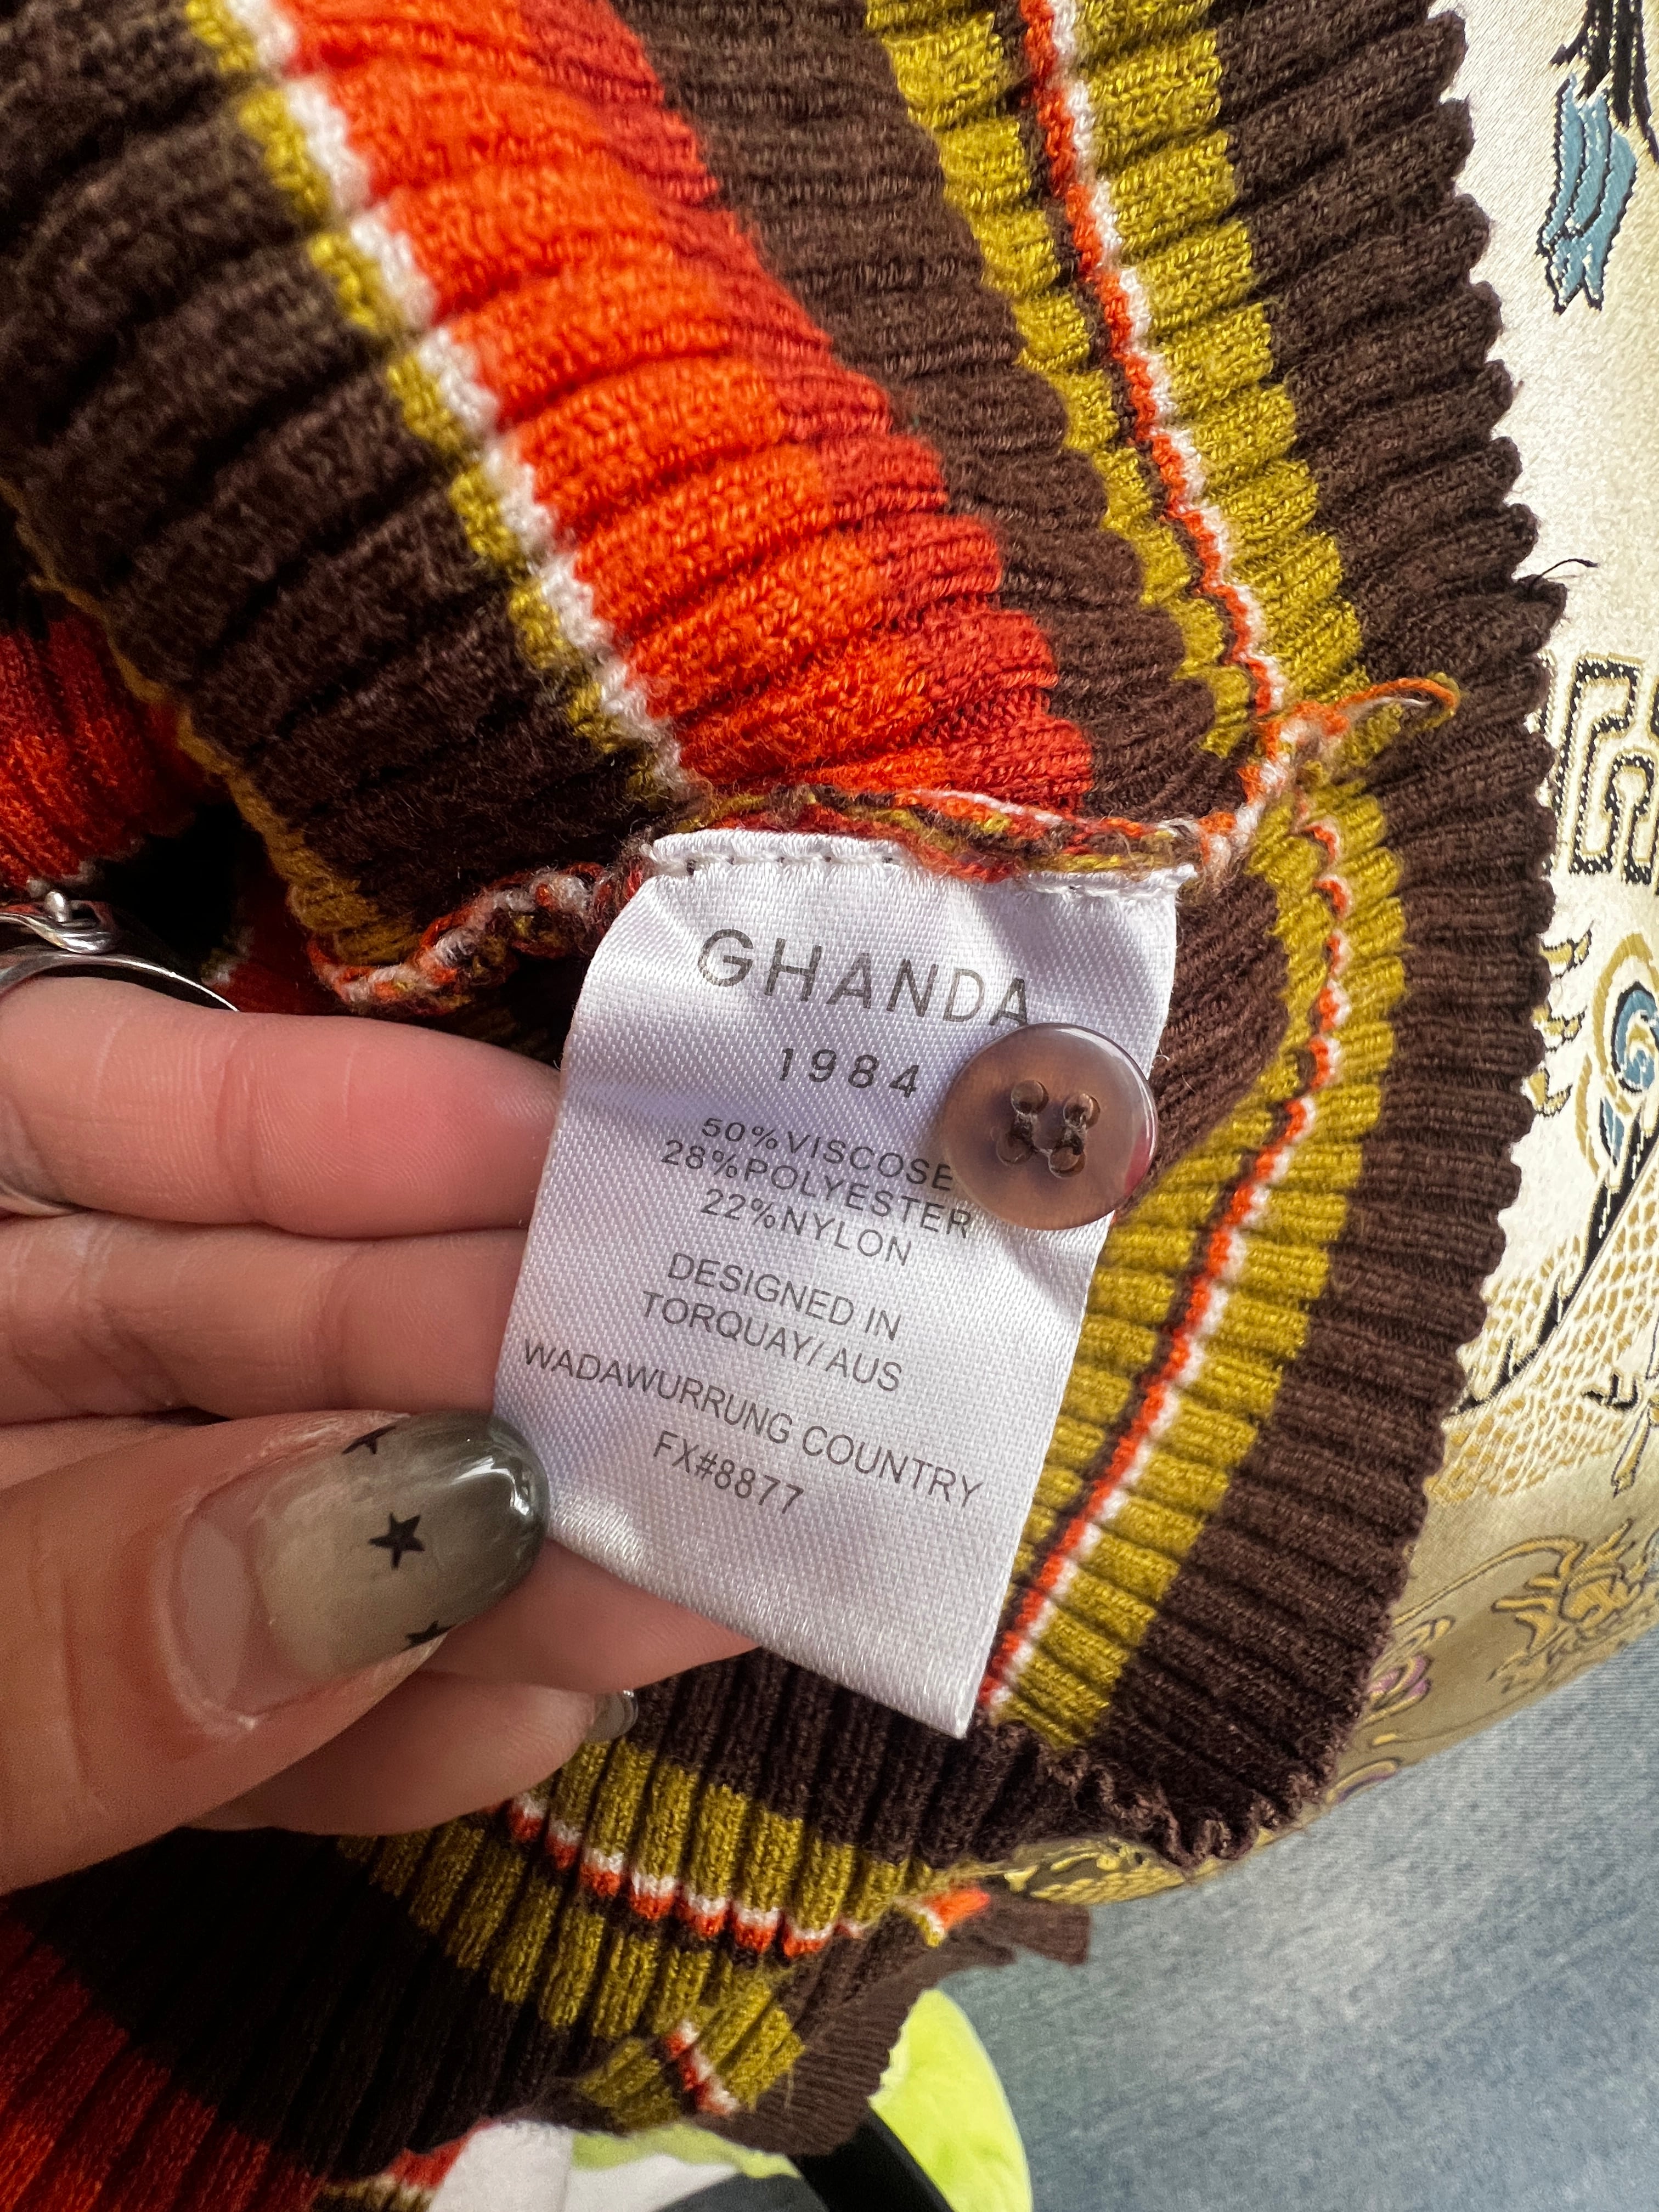 GHANDA
1984
50%VISCOSE
28%POLYESTER
22%NYLON
DESIGNED IN
TORQUAY/AUS
WADAWURRUNG COUNTRY
FX#8877